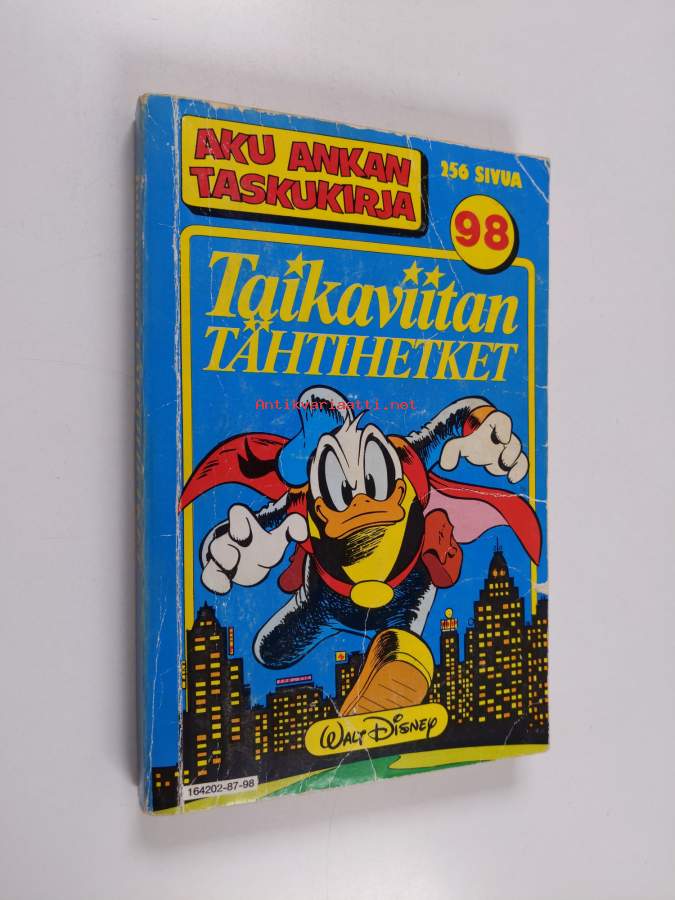 AKU ANKAN
TASKUKIRJA
256 SIVUA
98
Taikaviitan
TÄHTIHETKET
Antikvariaatti.net
WALT DISNEY
164202-87-98